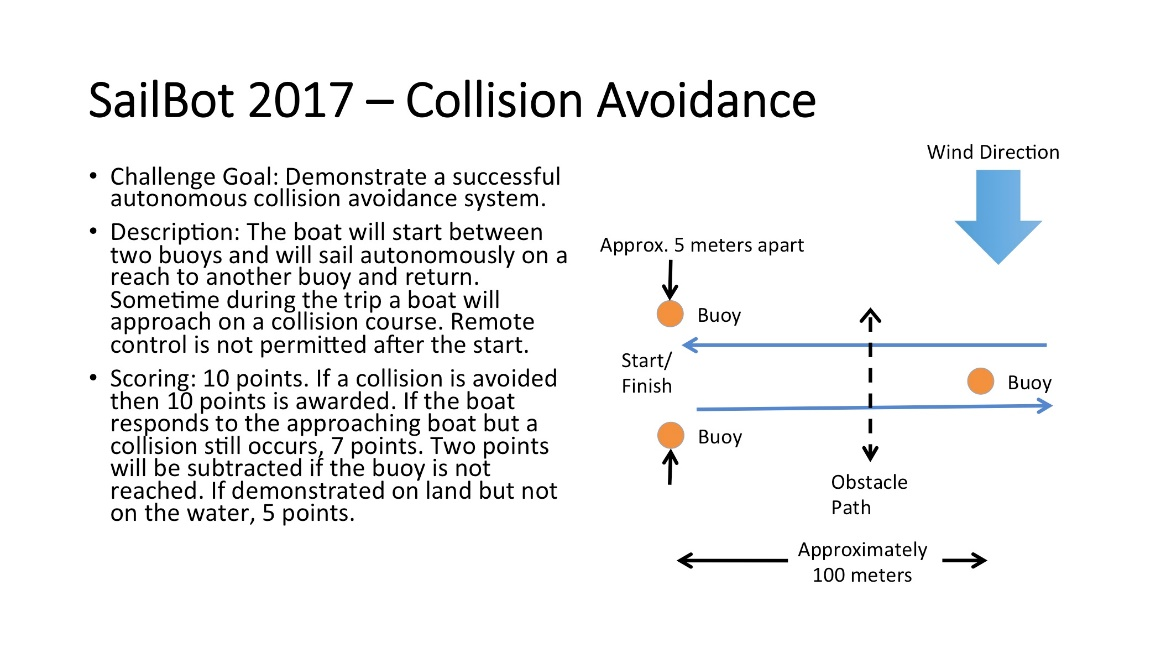 SailBot 2017 – Collision Avoidance
• Challenge Goal: Demonstrate a successful
autonomous collision avoidance system.
• Description: The boat will start between
two buoys and will sail autonomously on a
reach to another buoy and return.
Sometime during the trip a boat will
approach on a collision course. Remote
control is not permitted after the start.
• Scoring: 10 points. If a collision is avoided
then 10 points is awarded. If the boat
responds to the approaching boat but a
collision still occurs, 7 points. Two points
will be subtracted if the buoy is not
reached. If demonstrated on land but not
on the water, 5 points.
Wind Direction
Approx. 5 meters apart
Buoy
Start/
Finish
Buoy
Buoy
Obstacle
Path
Approximately
100 meters